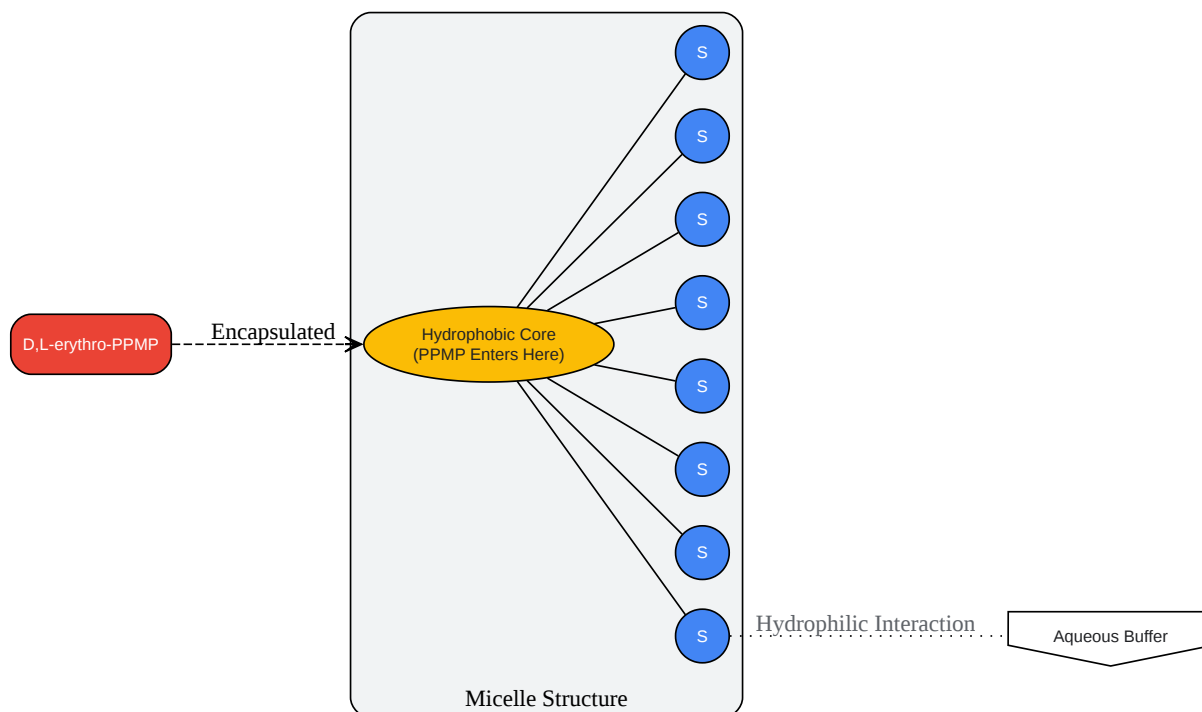 S
S
S
S
D,L-erythro-PPMP
Encapsulated
Hydrophobic Core
(PPMP Enters Here)
S
S
S
S
Hydrophilic Interaction
Aqueous Buffer
Micelle Structure